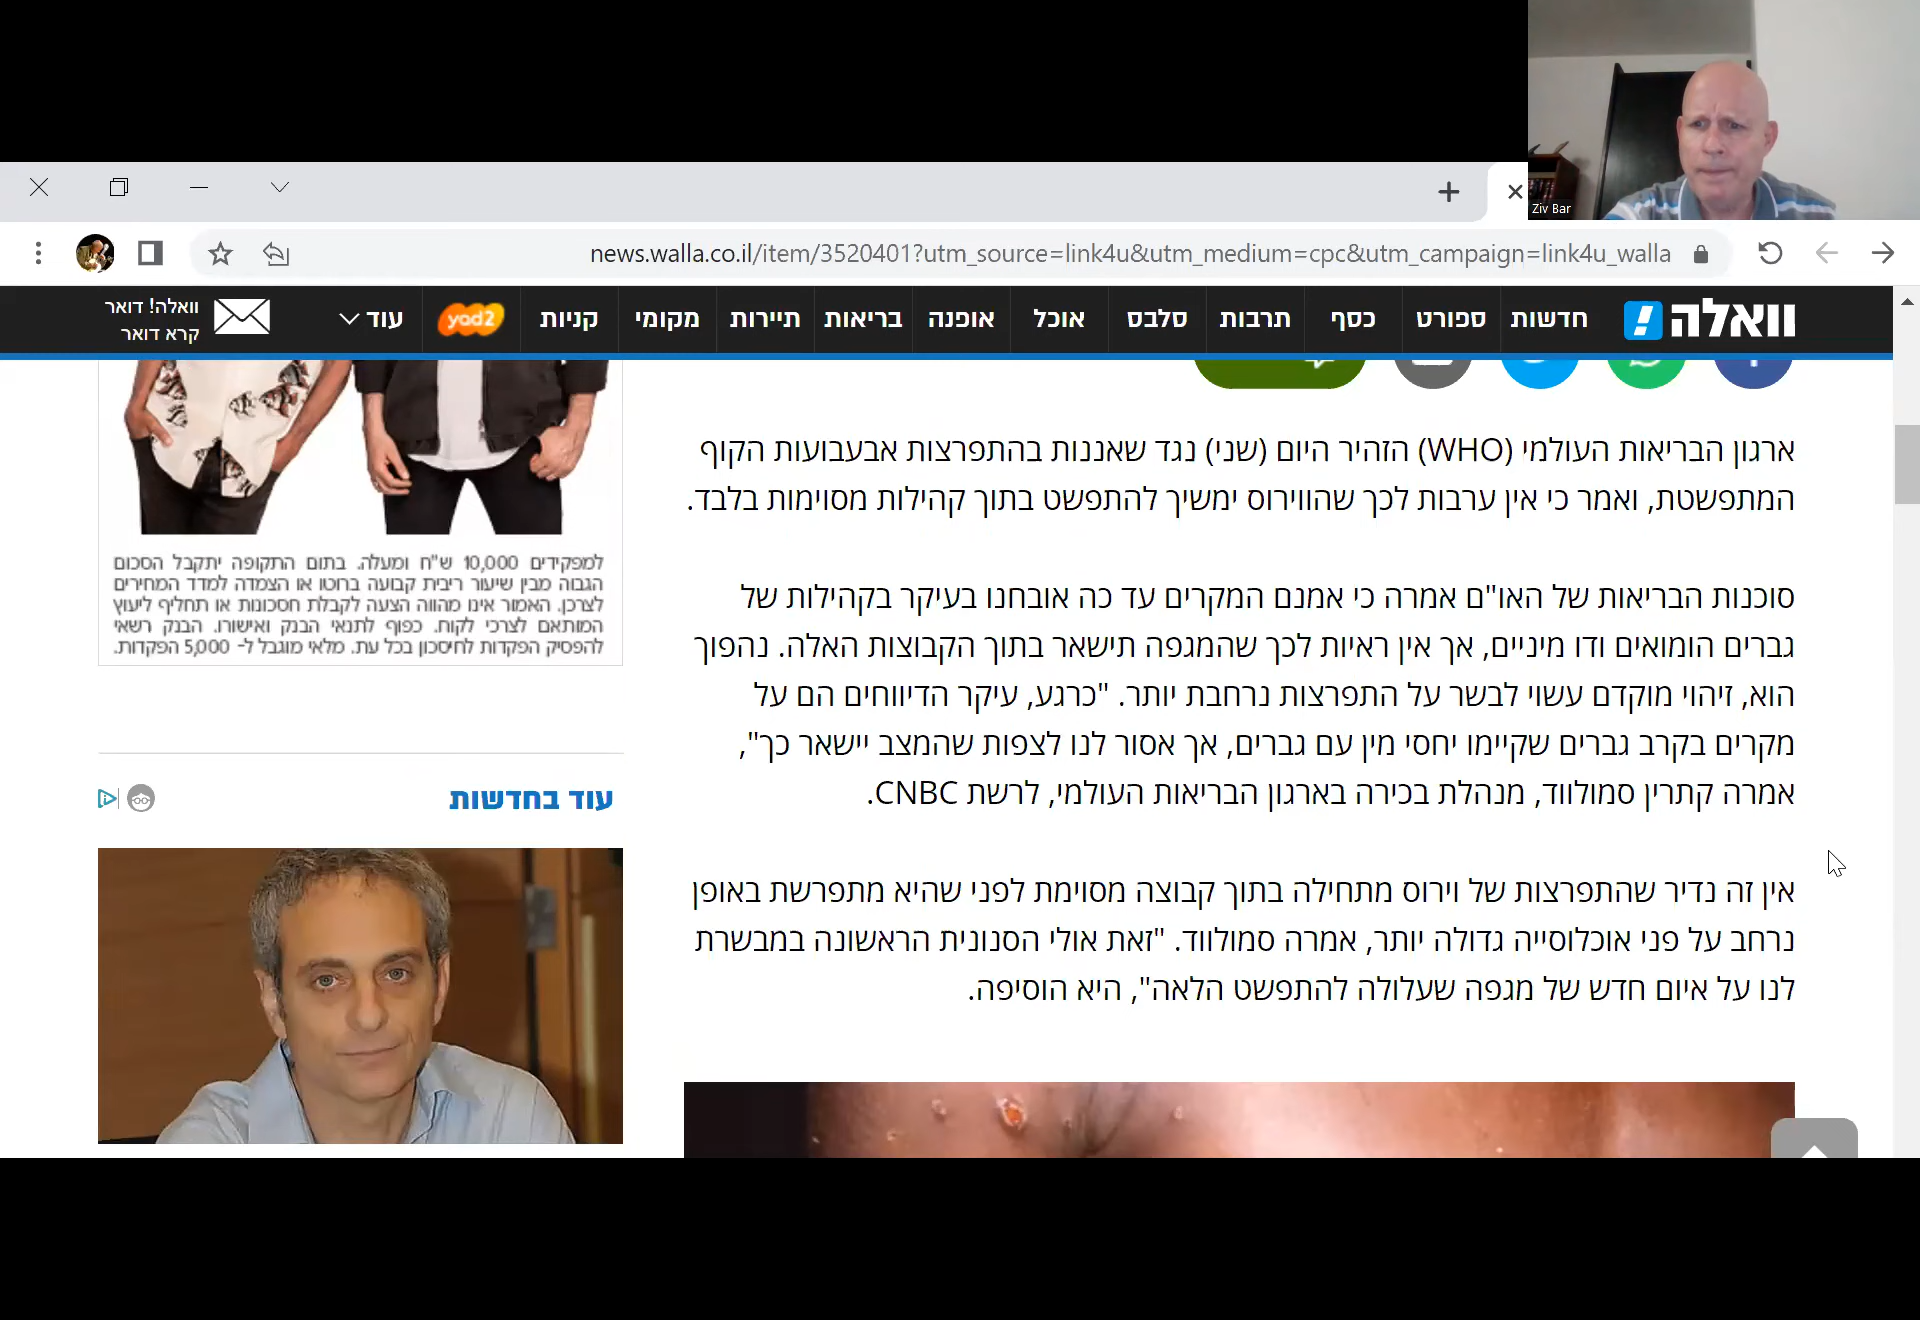 Ziv Bar
news.walla.co.il/item/3520401?utm_source=link4u&utm_medium=cpc&utm_campaign=link4u_walla
וואלה!
חדשות
ספורט
כסף
תרבות
סלבס
אוכל
אופנה
בריאות
תיירות
מקומי
קניות
yad2
עוד
וואלה! דואר
קרא דואר
ארגון הבריאות העולמי (WHO) הזהיר היום (שני) נגד שאננות בהתפרצות אבעבועות הקוף
המתפשטת, ואמר כי אין ערבות לכך שהווירוס ימשיך להתפשט בתוך קהילות מסוימות בלבד.
סוכנות הבריאות של האו"ם אמרה כי אמנם המקרים עד כה אובחנו בעיקר בקהילות של
גברים הומואים ודו מיניים, אך אין ראיות לכך שהמגפה תישאר בתוך הקבוצות האלה. נהפוך
הוא, זיהוי מוקדם עשוי לבשר על התפרצות נרחבת יותר. "כרגע, עיקר הדיווחים הם על
מקרים בקרב גברים שקיימו יחסי מין עם גברים, אך אסור לנו לצפות שהמצב יישאר כך",
אמרה קתרין סמולווד, מנהלת בכירה בארגון הבריאות העולמי, לרשת CNBC.
אין זה נדיר שהתפרצות של וירוס מתחילה בתוך קבוצה מסוימת לפני שהיא מתפרשת באופן
נרחב על פני אוכלוסייה גדולה יותר, אמרה סמולווד. "זאת אולי הסנונית הראשונה במבשרת
לנו על איום חדש של מגפה שעלולה להתפשט הלאה", היא הוסיפה.
למפקידים 10,000 ש"ח ומעלה. בתום התקופה יתקבל הסכום
הגבוה מבין שיעור ריבית קבועה ברוטו או הצמדה למדד המחירים
לצרכן. האמור אינו מהווה הצעה לקבלת חסכונות או תחליף ליעוץ
המותאם לצרכי לקוח. כפוף לתנאי הבנק ואישורו. הבנק רשאי
להפסיק הפקדות לחיסכון בכל עת. מלאי מוגבל ל- 5,000 הפקדות.
עוד בחדשות